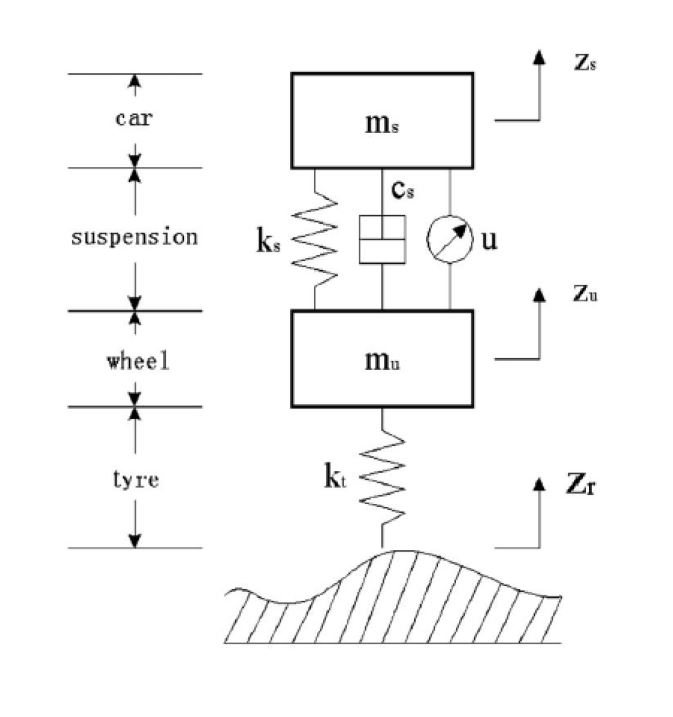 Zs
car
ms
cs
suspension
ks
u
Zu
wheel
mu
tyre
kt
Zr